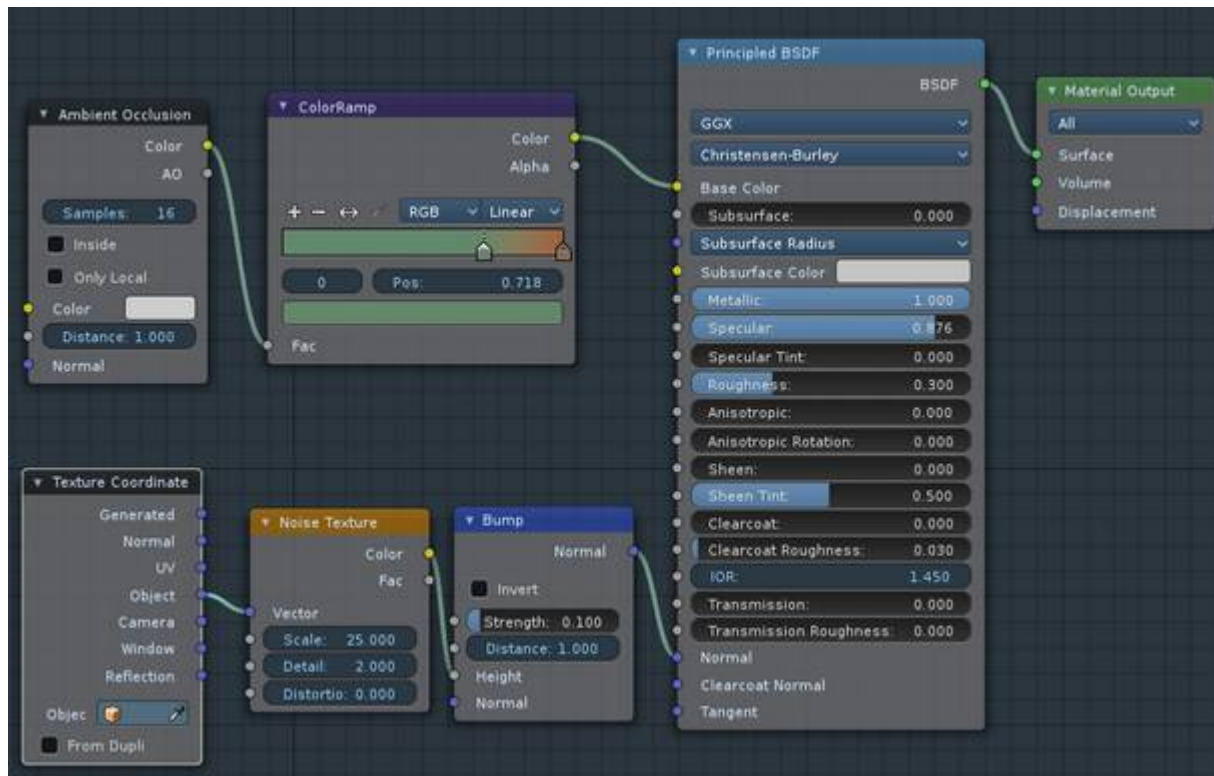 Ambient Occlusion
Color
AO
Samples: 16
Inside
Only Local
Color
Distance: 1.000
Normal
ColorRamp
Color
Alpha
RGB Linear
0 Pos: 0.718
Fac
Principled BSDF
BSDF
GGX
Christensen-Burley
Base Color
Subsurface: 0.000
Subsurface Radius
Subsurface Color
Metallic: 1.000
Specular: 0.876
Specular Tint: 0.000
Roughness: 0.300
Anisotropic: 0.000
Anisotropic Rotation: 0.000
Sheen: 0.000
Sheen Tint: 0.500
Clearcoat: 0.000
Clearcoat Roughness: 0.030
IOR: 1.450
Transmission: 0.000
Transmission Roughness: 0.000
Normal
Clearcoat Normal
Tangent
Material Output
All
Surface
Volume
Displacement
Texture Coordinate
Generated
Normal
UV
Object
Camera
Window
Reflection
Objec
From Dupli
Noise Texture
Color
Fac
Vector
Scale: 25.000
Detail: 2.000
Distortio: 0.000
Bump
Normal
Invert
Strength: 0.100
Distance: 1.000
Height
Normal